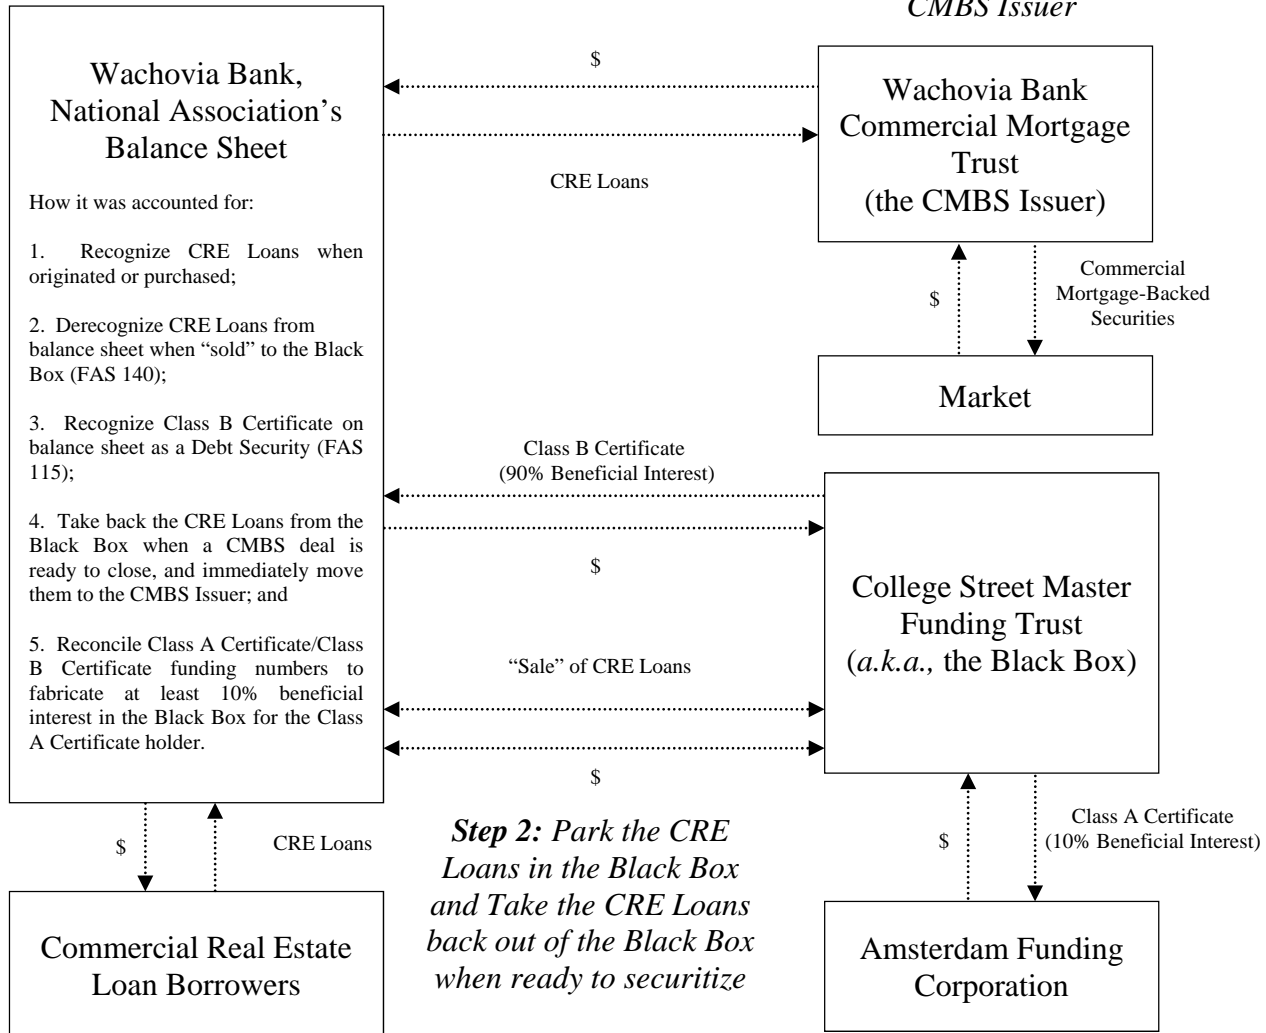 CMBS Issuer
Wachovia Bank,
National Association’s
Balance Sheet
How it was accounted for:
1. Recognize CRE Loans when
originated or purchased;
2. Derecognize CRE Loans from
balance sheet when “sold” to the Black
Box (FAS 140);
3. Recognize Class B Certificate on
balance sheet as a Debt Security (FAS
115);
4. Take back the CRE Loans from the
Black Box when a CMBS deal is
ready to close, and immediately move
them to the CMBS Issuer; and
5. Reconcile Class A Certificate/Class
B Certificate funding numbers to
fabricate at least 10% beneficial
interest in the Black Box for the Class
A Certificate holder.
$
CRE Loans
Wachovia Bank
Commercial Mortgage
Trust
(the CMBS Issuer)
$
Commercial
Mortgage-Backed
Securities
Market
Class B Certificate
(90% Beneficial Interest)
$
“Sale” of CRE Loans
$
College Street Master
Funding Trust
(a.k.a., the Black Box)
$
CRE Loans
Step 2: Park the CRE
Loans in the Black Box
and Take the CRE Loans
back out of the Black Box
when ready to securitize
$
Class A Certificate
(10% Beneficial Interest)
Commercial Real Estate
Loan Borrowers
Amsterdam Funding
Corporation